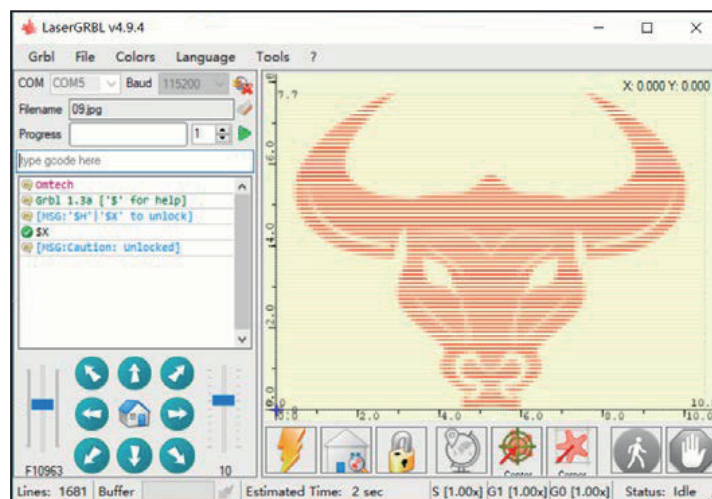 LaserGRBL v4.9.4
Grbl File Colors Language Tools ?
COM COM5 Baud 115200
Filename 09.jpg
Progress 1
type gcode here
Omtech
Grbl 1.3a ['$' for help]
[MSG:'$H'|'$X' to unlock]
$X
[MSG:Caution: Unlocked]
F10963
10
X: 0.000 Y: 0.000
7.7
6.0
4.0
2.0
0.0
0.0 2.0 4.0 6.0 8.0 10.0
10.0
Center Corner
Lines: 1681 Buffer Estimated Time: 2 sec S [1.00x] G1 [1.00x] G0 [1.00x] Status: Idle